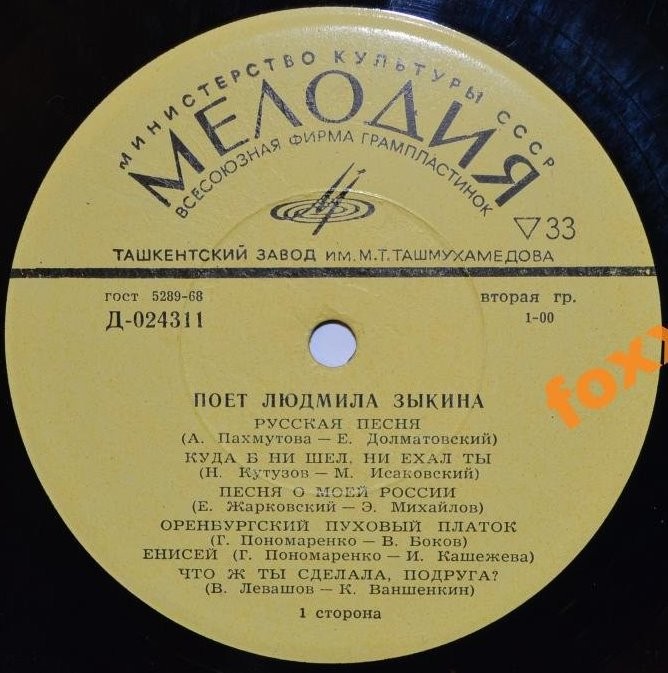 МИНИСТЕРСТВО КУЛЬТУРЫ СССР
МЕЛОДИЯ
ВСЕСОЮЗНАЯ ФИРМА ГРАМПЛАСТИНОК
▽33
ТАШКЕНТСКИЙ ЗАВОД ИМ. М.Т.ТАШМУХАМЕДОВА
гост 5289-68
вторая гр.
Д-024311
1-00
ПОЕТ ЛЮДМИЛА ЗЫКИНА
РУССКАЯ ПЕСНЯ
(А. Пахмутова — Е. Долматовский)
КУДА Б НИ ШЕЛ, НИ ЕХАЛ ТЫ
(Н. Кутузов — М. Исаковский)
ПЕСНЯ О МОЕЙ РОССИИ
(Е. Жарковский — Э. Михайлов)
ОРЕНБУРГСКИЙ ПУХОВЫЙ ПЛАТОК
(Г. Пономаренко — В. Боков)
ЕНИСЕЙ (Г. Пономаренко — И. Кашежева)
ЧТО Ж ТЫ СДЕЛАЛА, ПОДРУГА?
(В. Левашов — К. Ваншенкин)
1 сторона